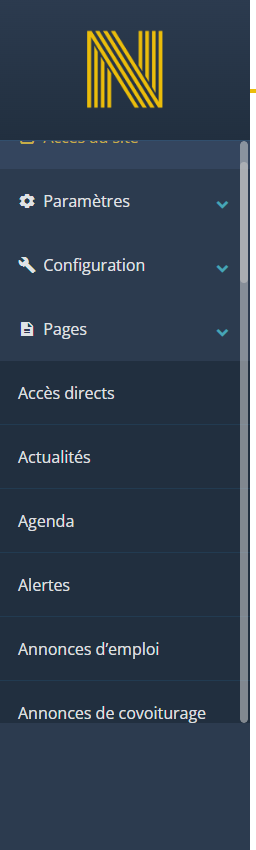 N
Accès au site
Paramètres
Configuration
Pages
Accès directs
Actualités
Agenda
Alertes
Annonces d’emploi
Annonces de covoiturage